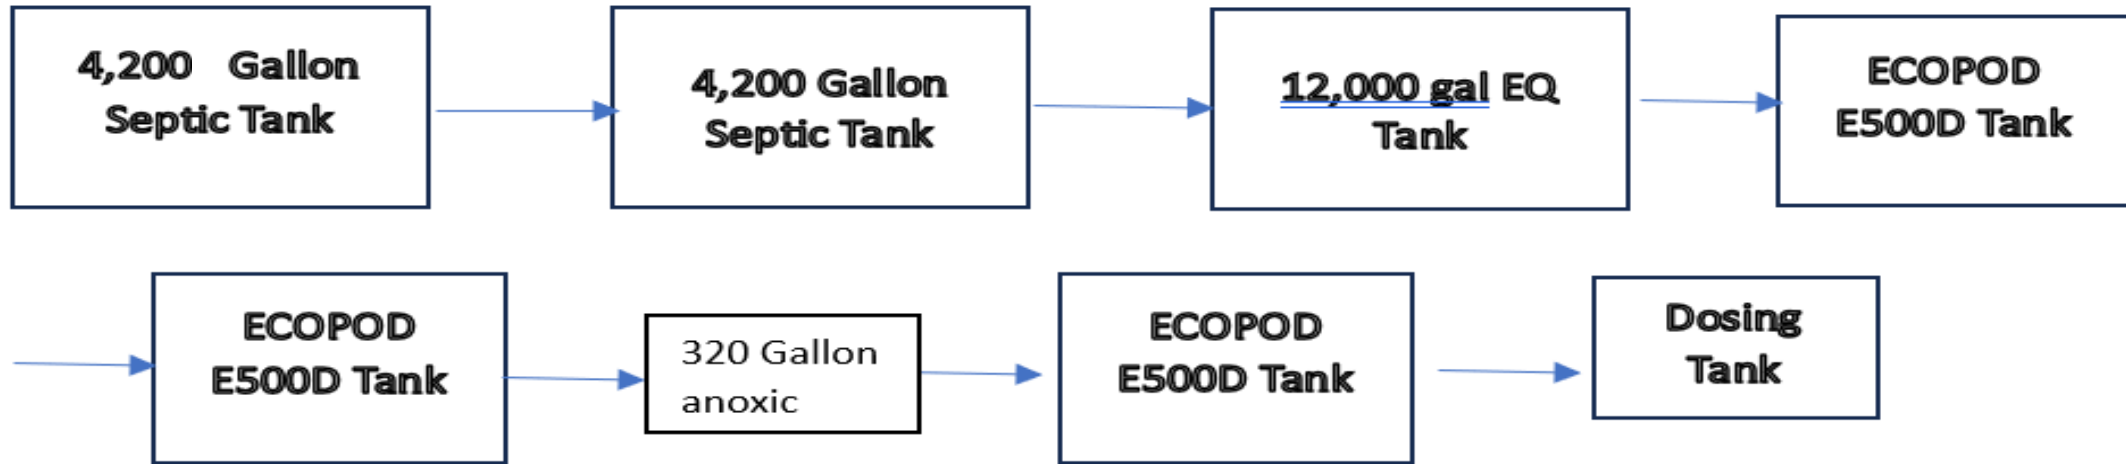 4,200 Gallon
Septic Tank
4,200 Gallon
Septic Tank
12,000 gal EQ
Tank
ECOPOD
E500D Tank
ECOPOD
E500D Tank
320 Gallon
anoxic
ECOPOD
E500D Tank
Dosing
Tank